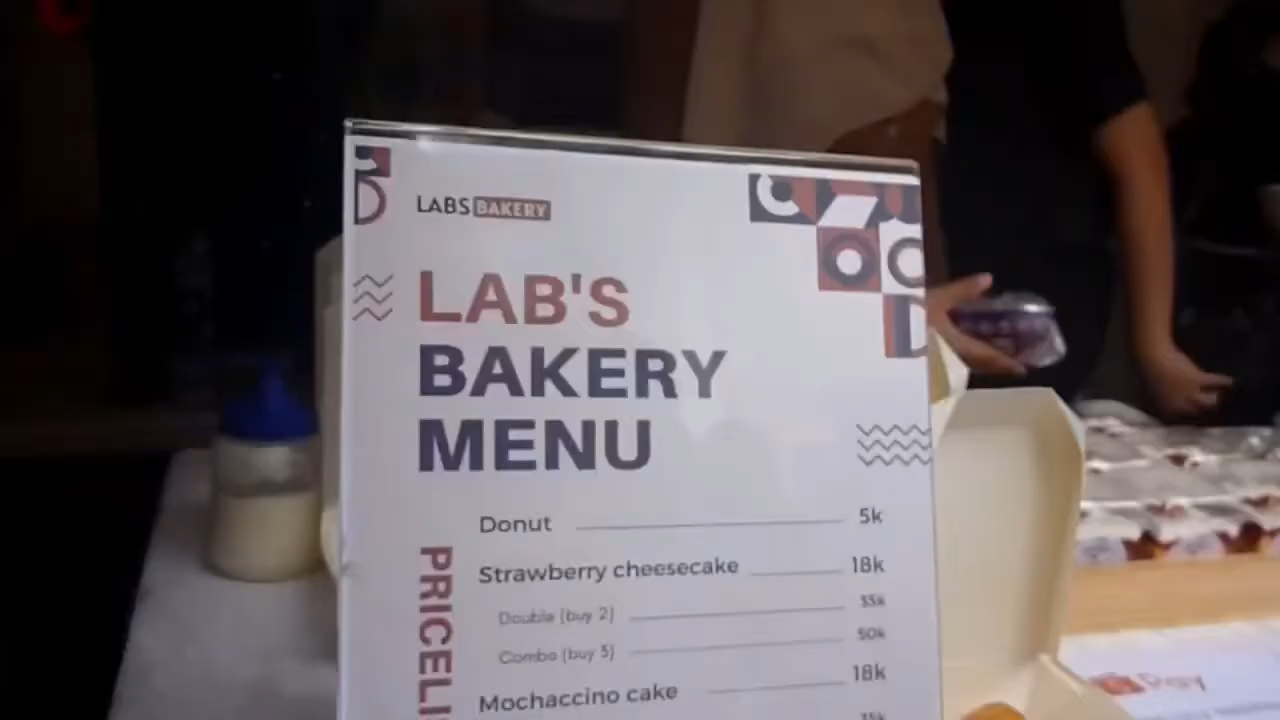 LABS BAKERY
LAB'S
BAKERY
MENU
Donut 5k
Strawberry cheesecake 18k
Double (buy 2) 35k
Combo (buy 3) 50k
Mochaccino cake 18k
35k